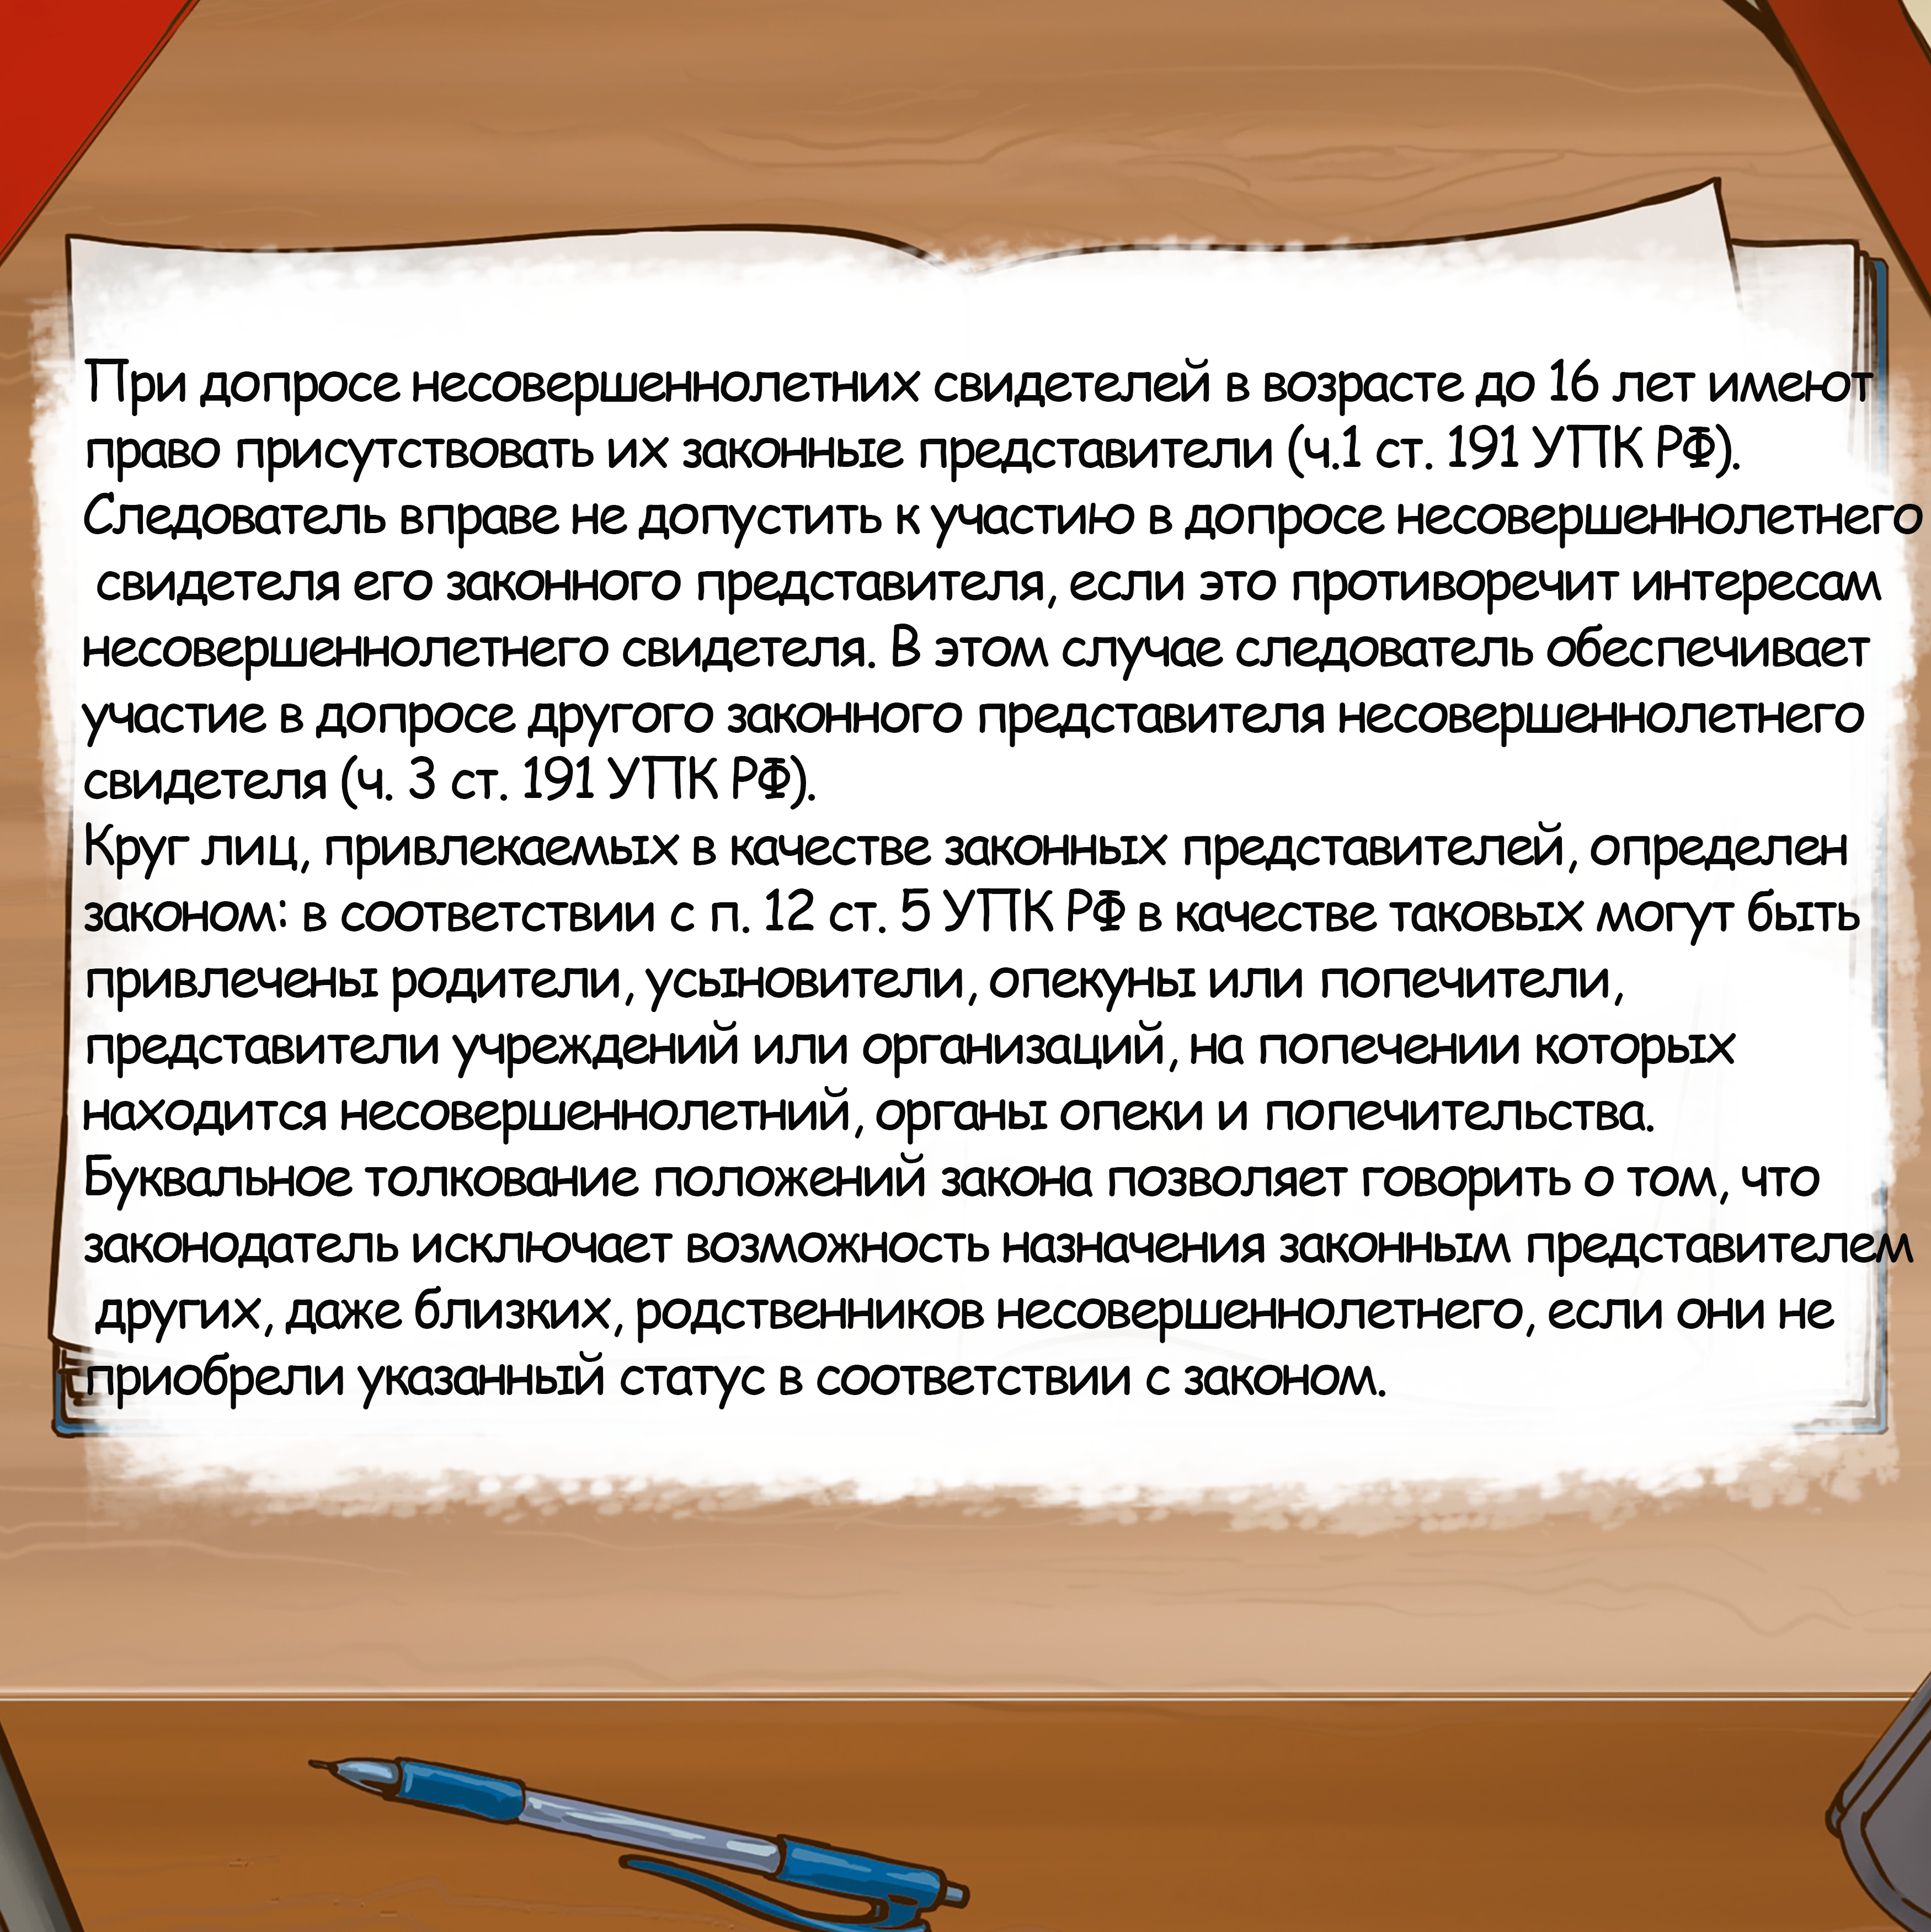 При допросе несовершеннолетних свидетелей в возрасте до 16 лет имеют
право присутствовать их законные представители (ч.1 ст. 191 УПК РФ).
Следователь вправе не допустить к участию в допросе несовершеннолетнего
свидетеля его законного представителя, если это противоречит интересам
несовершеннолетнего свидетеля. В этом случае следователь обеспечивает
участие в допросе другого законного представителя несовершеннолетнего
свидетеля (ч. 3 ст. 191 УПК РФ).
Круг лиц, привлекаемых в качестве законных представителей, определен
законом: в соответствии с п. 12 ст. 5 УПК РФ в качестве таковых могут быть
привлечены родители, усыновители, опекуны или попечители,
представители учреждений или организаций, на попечении которых
находится несовершеннолетний, органы опеки и попечительства.
Буквальное толкование положений закона позволяет говорить о том, что
законодатель исключает возможность назначения законным представителем
других, даже близких, родственников несовершеннолетнего, если они не
приобрели указанный статус в соответствии с законом.